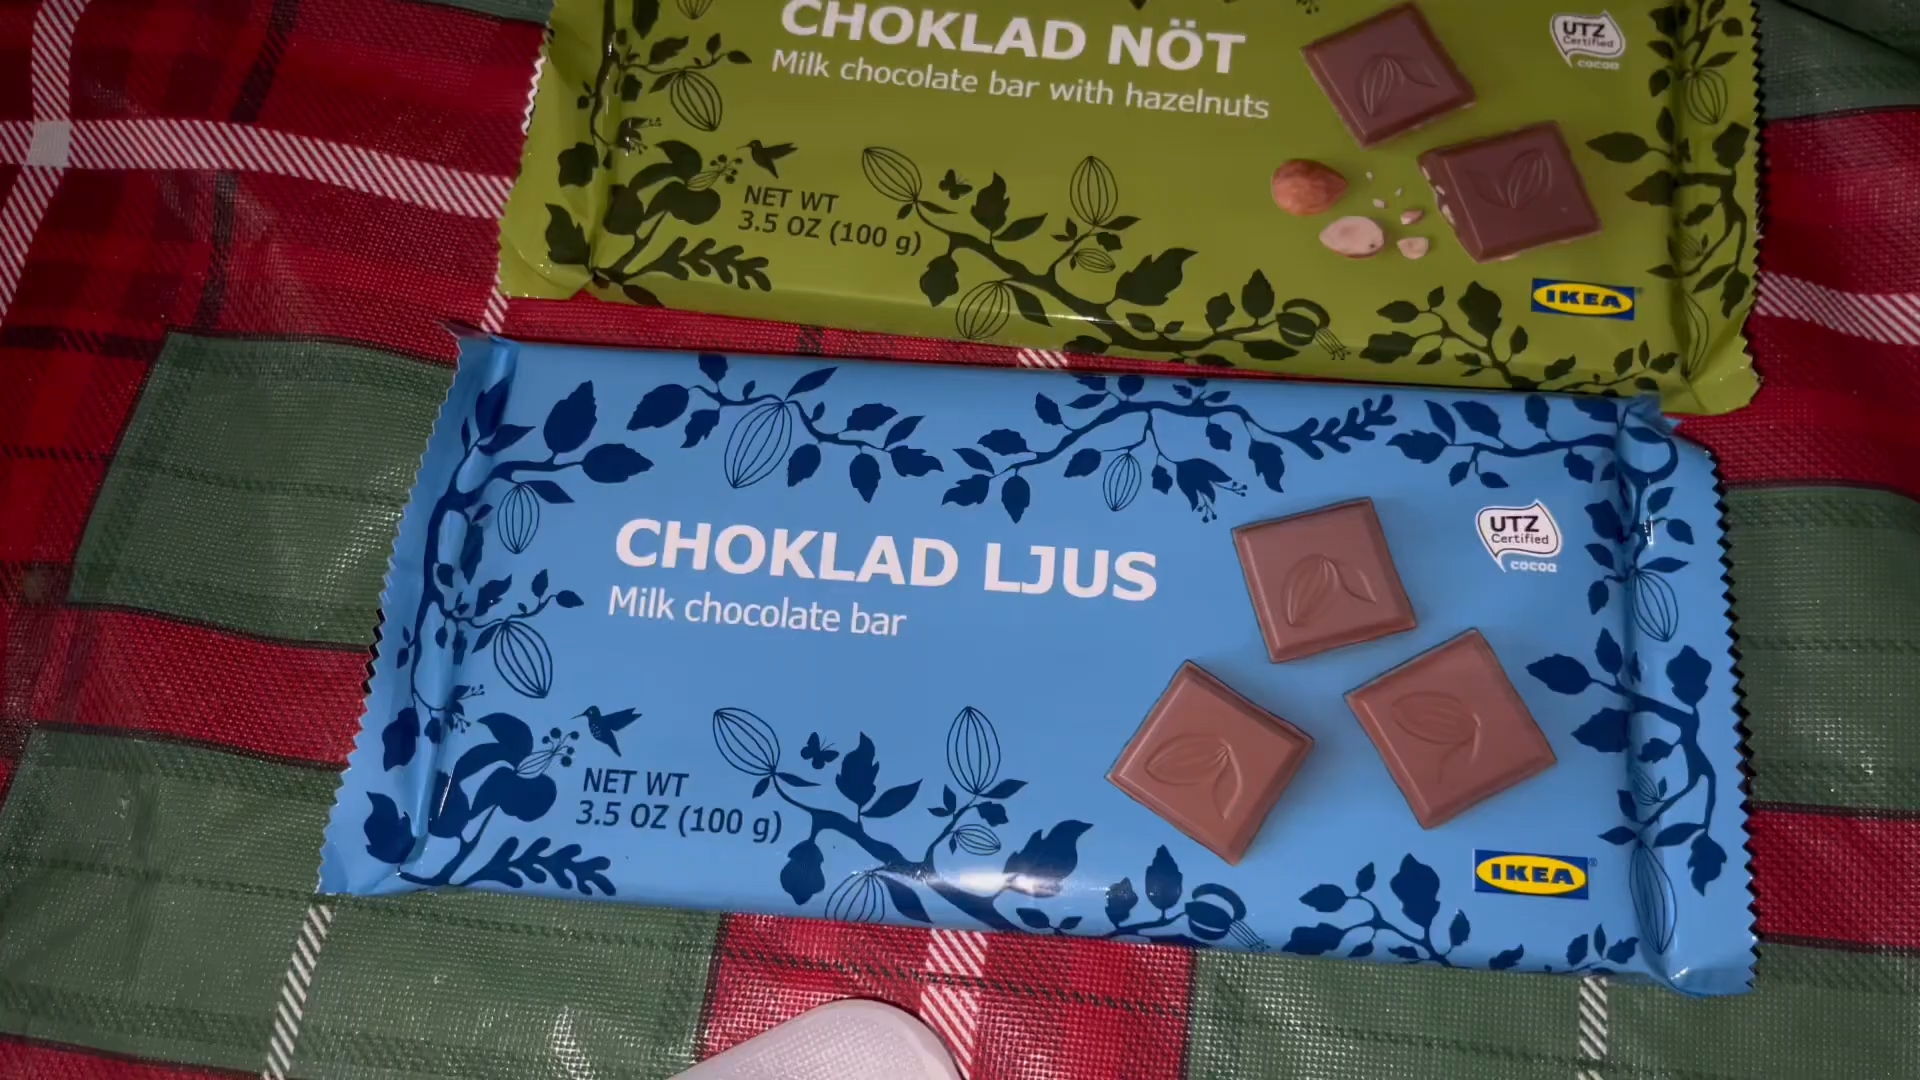 CHOKLAD NÖT
Milk chocolate bar with hazelnuts
UTZ
Certified
cocoa
NET WT
3.5 OZ (100 g)
IKEA
CHOKLAD LJUS
Milk chocolate bar
UTZ
Certified
cocoa
NET WT
3.5 OZ (100 g)
IKEA®